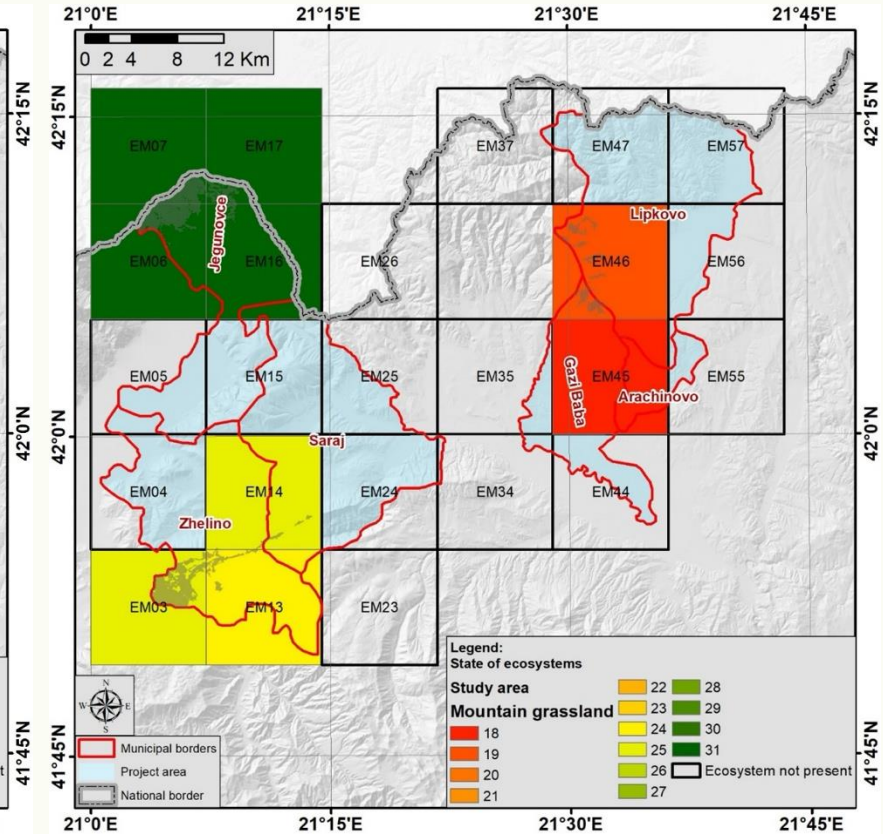 21°0'E 21°15'E 21°30'E 21°45'E
0 2 4 8 12 Km
42°15'N 42°15'N
EM07 EM17 EM37 EM47 EM57
Jegunovce
Lipkovo
EM06 EM16 EM26 EM46 EM56
EM05 EM15 EM25 EM35 EM45 EM55
Gazi Baba
Arachinovo
42°0'N 42°0'N
Saraj
EM04 EM14 EM24 EM34 EM44
Zhelino
EM03 EM13 EM23
Legend:
State of ecosystems
Study area
Mountain grassland
18
19
20
21
22
23
24
25
26
27
28
29
30
31
Ecosystem not present
N
W E
S
Municipal borders
Project area
National border
t
41°45'N 41°45'N
21°0'E 21°15'E 21°30'E 21°45'E